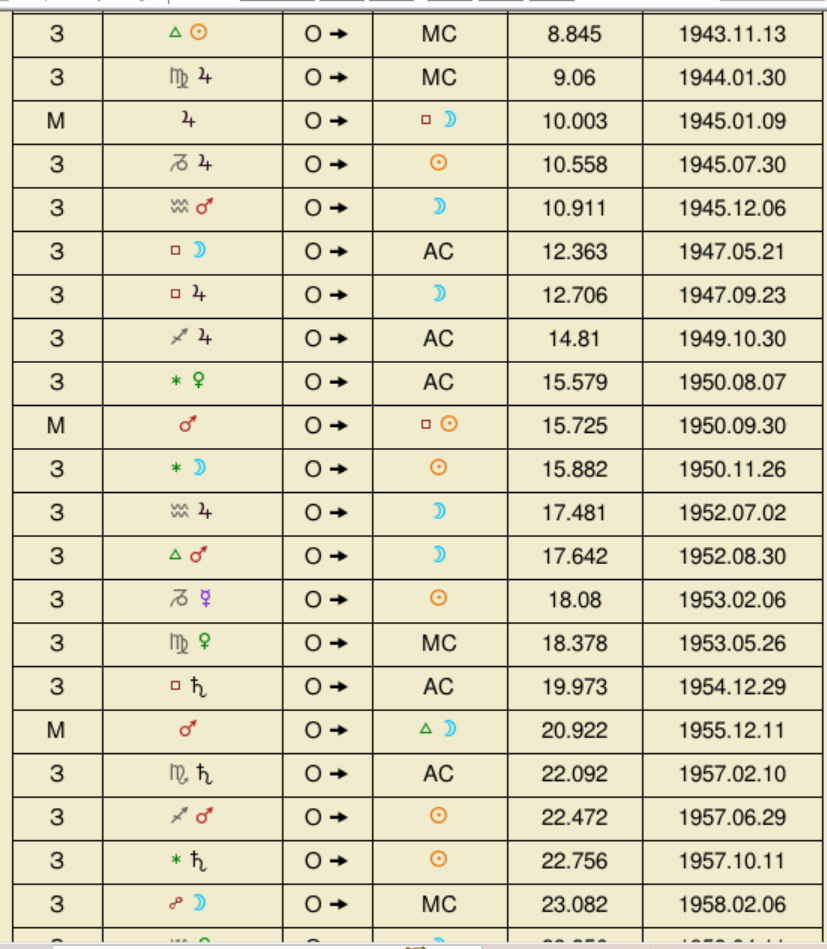 3 △ ☉ O → MC 8.845 1943.11.13
3 ♍ ♃ O → MC 9.06 1944.01.30
M ♃ O → □ ☽ 10.003 1945.01.09
3 ♑ ♃ O → ☉ 10.558 1945.07.30
3 ♒ ♂ O → ☽ 10.911 1945.12.06
3 □ ☽ O → AC 12.363 1947.05.21
3 □ ♃ O → ☽ 12.706 1947.09.23
3 ♐ ♃ O → AC 14.81 1949.10.30
3 ⚹ ♀ O → AC 15.579 1950.08.07
M ♂ O → □ ☉ 15.725 1950.09.30
3 ⚹ ☽ O → ☉ 15.882 1950.11.26
3 ♒ ♃ O → ☽ 17.481 1952.07.02
3 △ ♂ O → ☽ 17.642 1952.08.30
3 ♑ ☿ O → ☉ 18.08 1953.02.06
3 ♍ ♀ O → MC 18.378 1953.05.26
3 □ ♄ O → AC 19.973 1954.12.29
M ♂ O → △ ☽ 20.922 1955.12.11
3 ♏ ♄ O → AC 22.092 1957.02.10
3 ♐ ♂ O → ☉ 22.472 1957.06.29
3 ⚹ ♄ O → ☉ 22.756 1957.10.11
3 ☍ ☽ O → MC 23.082 1958.02.06